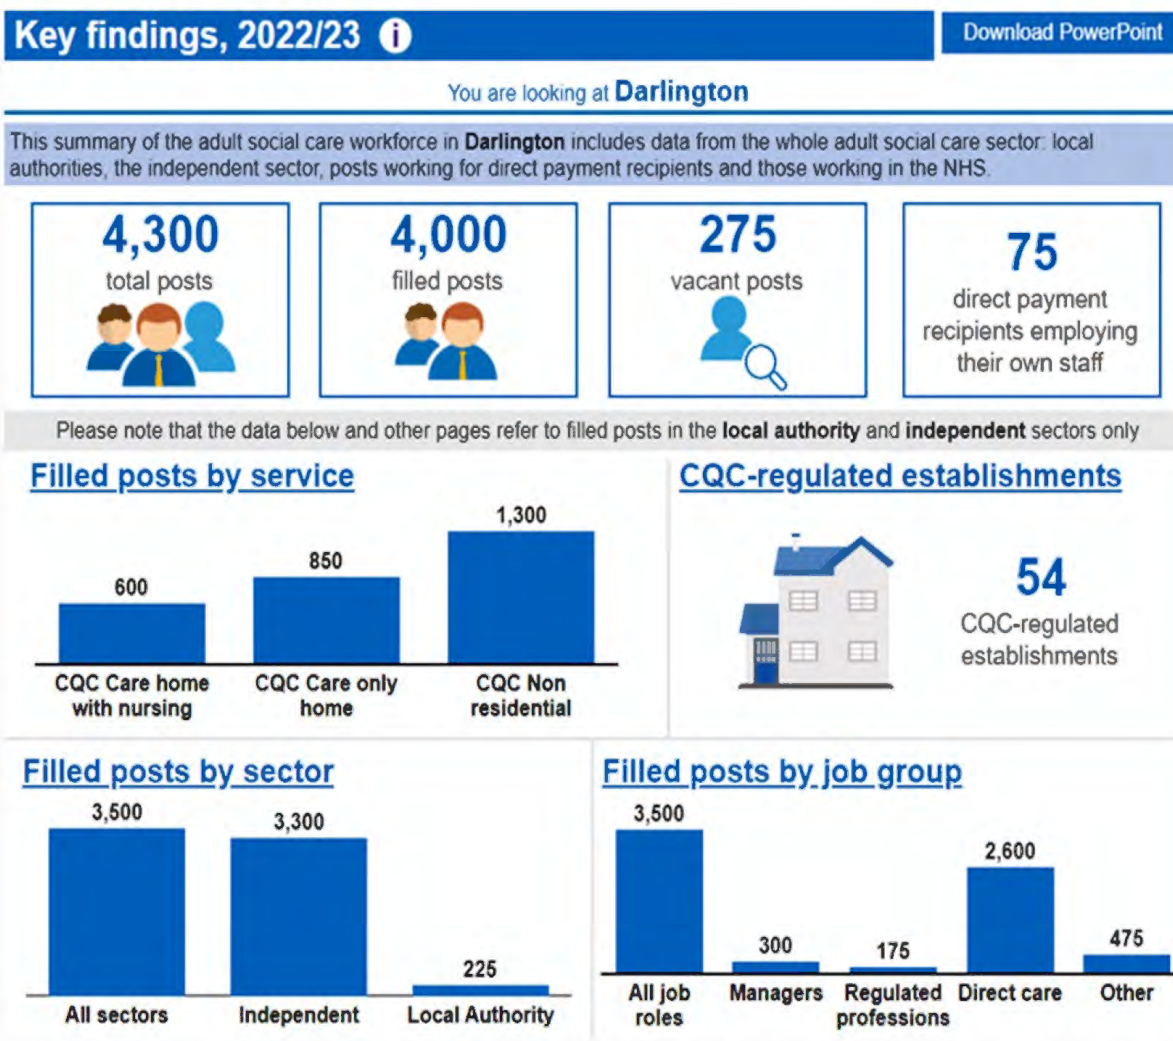 Key findings, 2022/23 i
Download PowerPoint
You are looking at Darlington
This summary of the adult social care workforce in Darlington includes data from the whole adult social care sector: local
authorities, the independent sector, posts working for direct payment recipients and those working in the NHS.
4,300
total posts
4,000
filled posts
275
vacant posts
75
direct payment
recipients employing
their own staff
Please note that the data below and other pages refer to filled posts in the local authority and independent sectors only
Filled posts by service
600
850
1,300
CQC Care home
with nursing
CQC Care only
home
CQC Non
residential
CQC-regulated establishments
54
CQC-regulated
establishments
Filled posts by sector
3,500
3,300
225
All sectors
Independent
Local Authority
Filled posts by job group
3,500
300
175
2,600
475
All job
roles
Managers
Regulated
professions
Direct care
Other